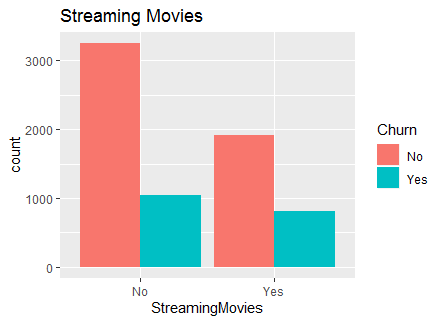 Streaming Movies
3000
2000
1000
0
count
No
Yes
StreamingMovies
Churn
No
Yes